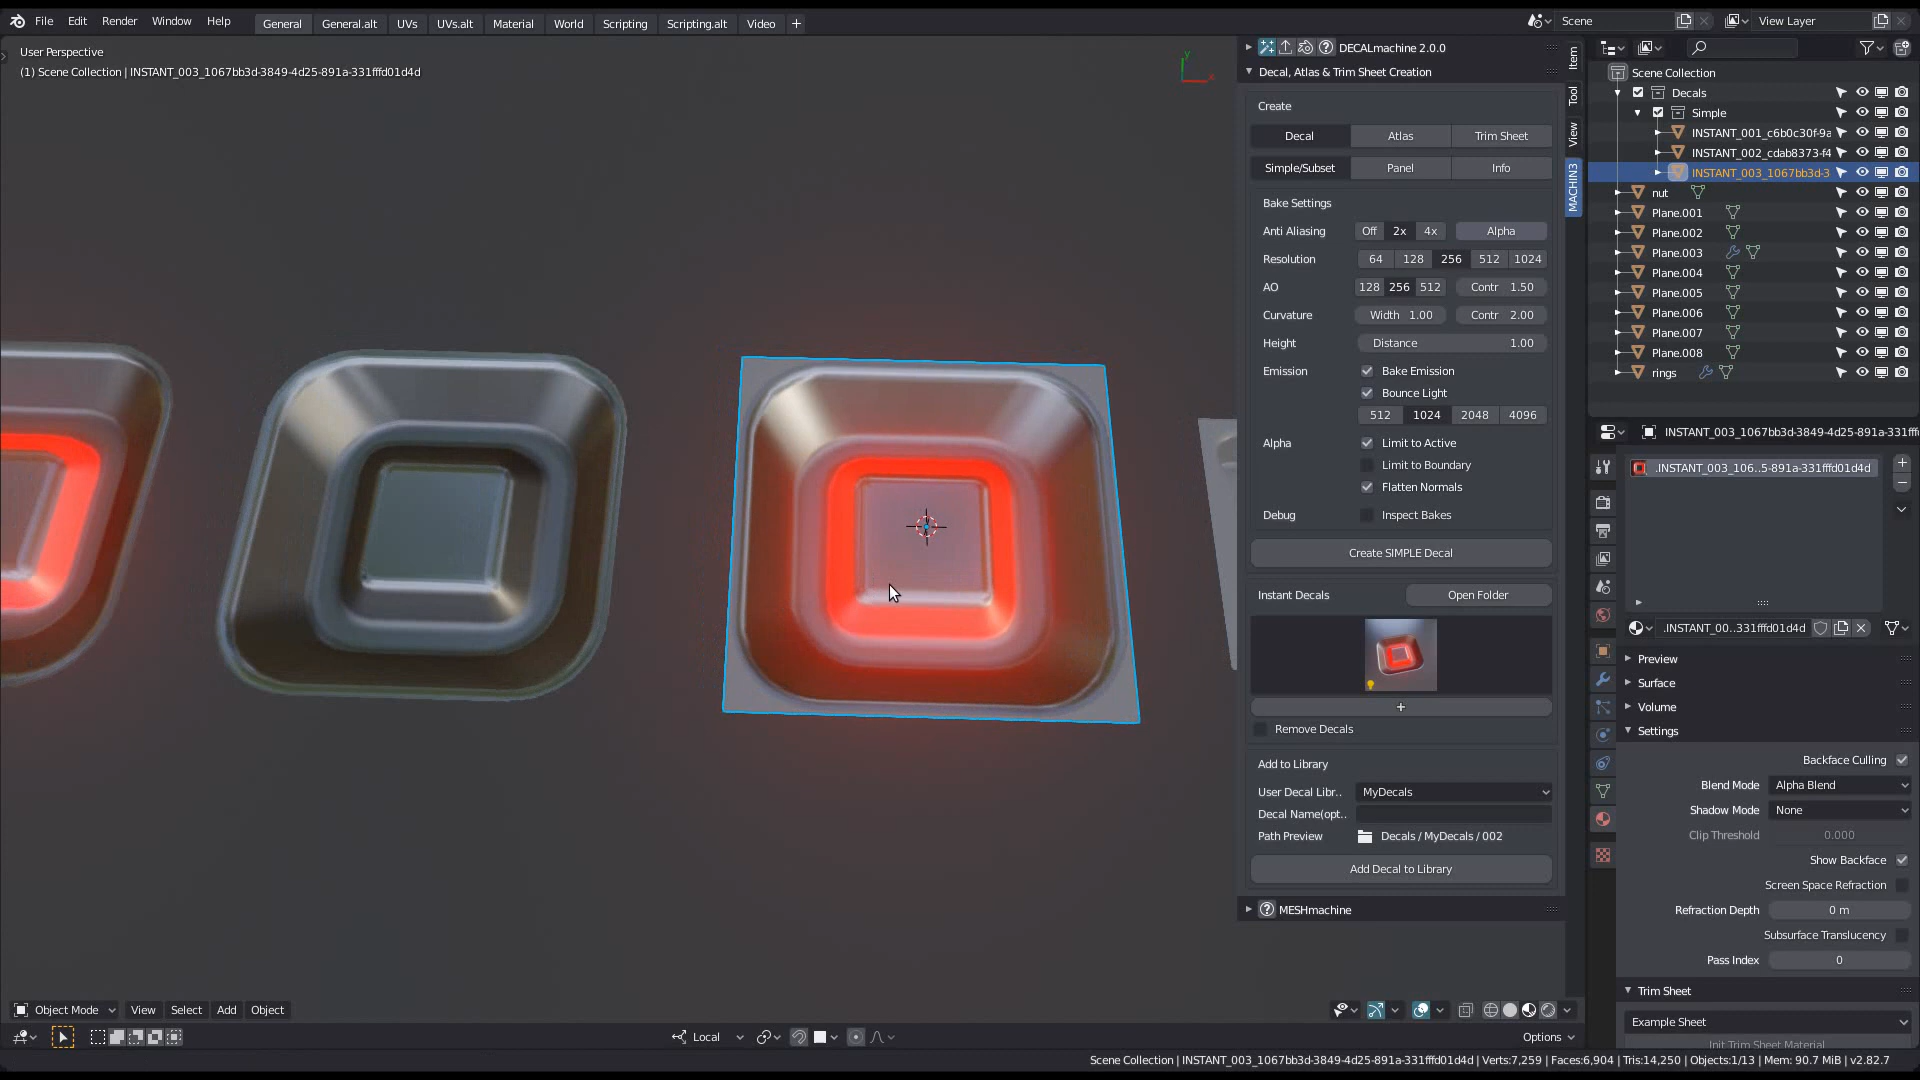 File Edit Render Window Help General General.alt UVs UVs.alt Material World Scripting Scripting.alt Video + Scene View Layer
User Perspective
(1) Scene Collection | INSTANT_003_1067bb3d-3849-4d25-891a-331fffd01d4d
Y
X
DECALmachine 2.0.0
Decal, Atlas & Trim Sheet Creation
Create
Decal Atlas Trim Sheet
Simple/Subset Panel Info
Bake Settings
Anti Aliasing Off 2x 4x Alpha
Resolution 64 128 256 512 1024
AO 128 256 512 Contr 1.50
Curvature Width 1.00 Contr 2.00
Height Distance 1.00
Emission Bake Emission
Bounce Light
512 1024 2048 4096
Alpha Limit to Active
Limit to Boundary
Flatten Normals
Debug Inspect Bakes
Create SIMPLE Decal
Instant Decals Open Folder
+
Remove Decals
Add to Library
User Decal Libr.. MyDecals
Decal Name(opt..
Path Preview Decals / MyDecals / 002
Add Decal to Library
MESHmachine
Item
Tool
View
MACHIN3
Scene Collection
Decals
Simple
INSTANT_001_c6b0c30f-9a
INSTANT_002_cdab8373-f4
INSTANT_003_1067bb3d-3
nut
Plane.001
Plane.002
Plane.003
Plane.004
Plane.005
Plane.006
Plane.007
Plane.008
rings
INSTANT_003_1067bb3d-3849-4d25-891a-331fff
.INSTANT_003_106..5-891a-331fffd01d4d
.INSTANT_00..331fffd01d4d
Preview
Surface
Volume
Settings
Backface Culling
Blend Mode Alpha Blend
Shadow Mode None
Clip Threshold 0.000
Show Backface
Screen Space Refraction
Refraction Depth 0 m
Subsurface Translucency
Pass Index 0
Trim Sheet
Example Sheet
Init Trim Sheet Material
Object Mode View Select Add Object
Local Options
Scene Collection | INSTANT_003_1067bb3d-3849-4d25-891a-331fffd01d4d | Verts:7,259 | Faces:6,904 | Tris:14,250 | Objects:1/13 | Mem: 90.7 MiB | v2.82.7